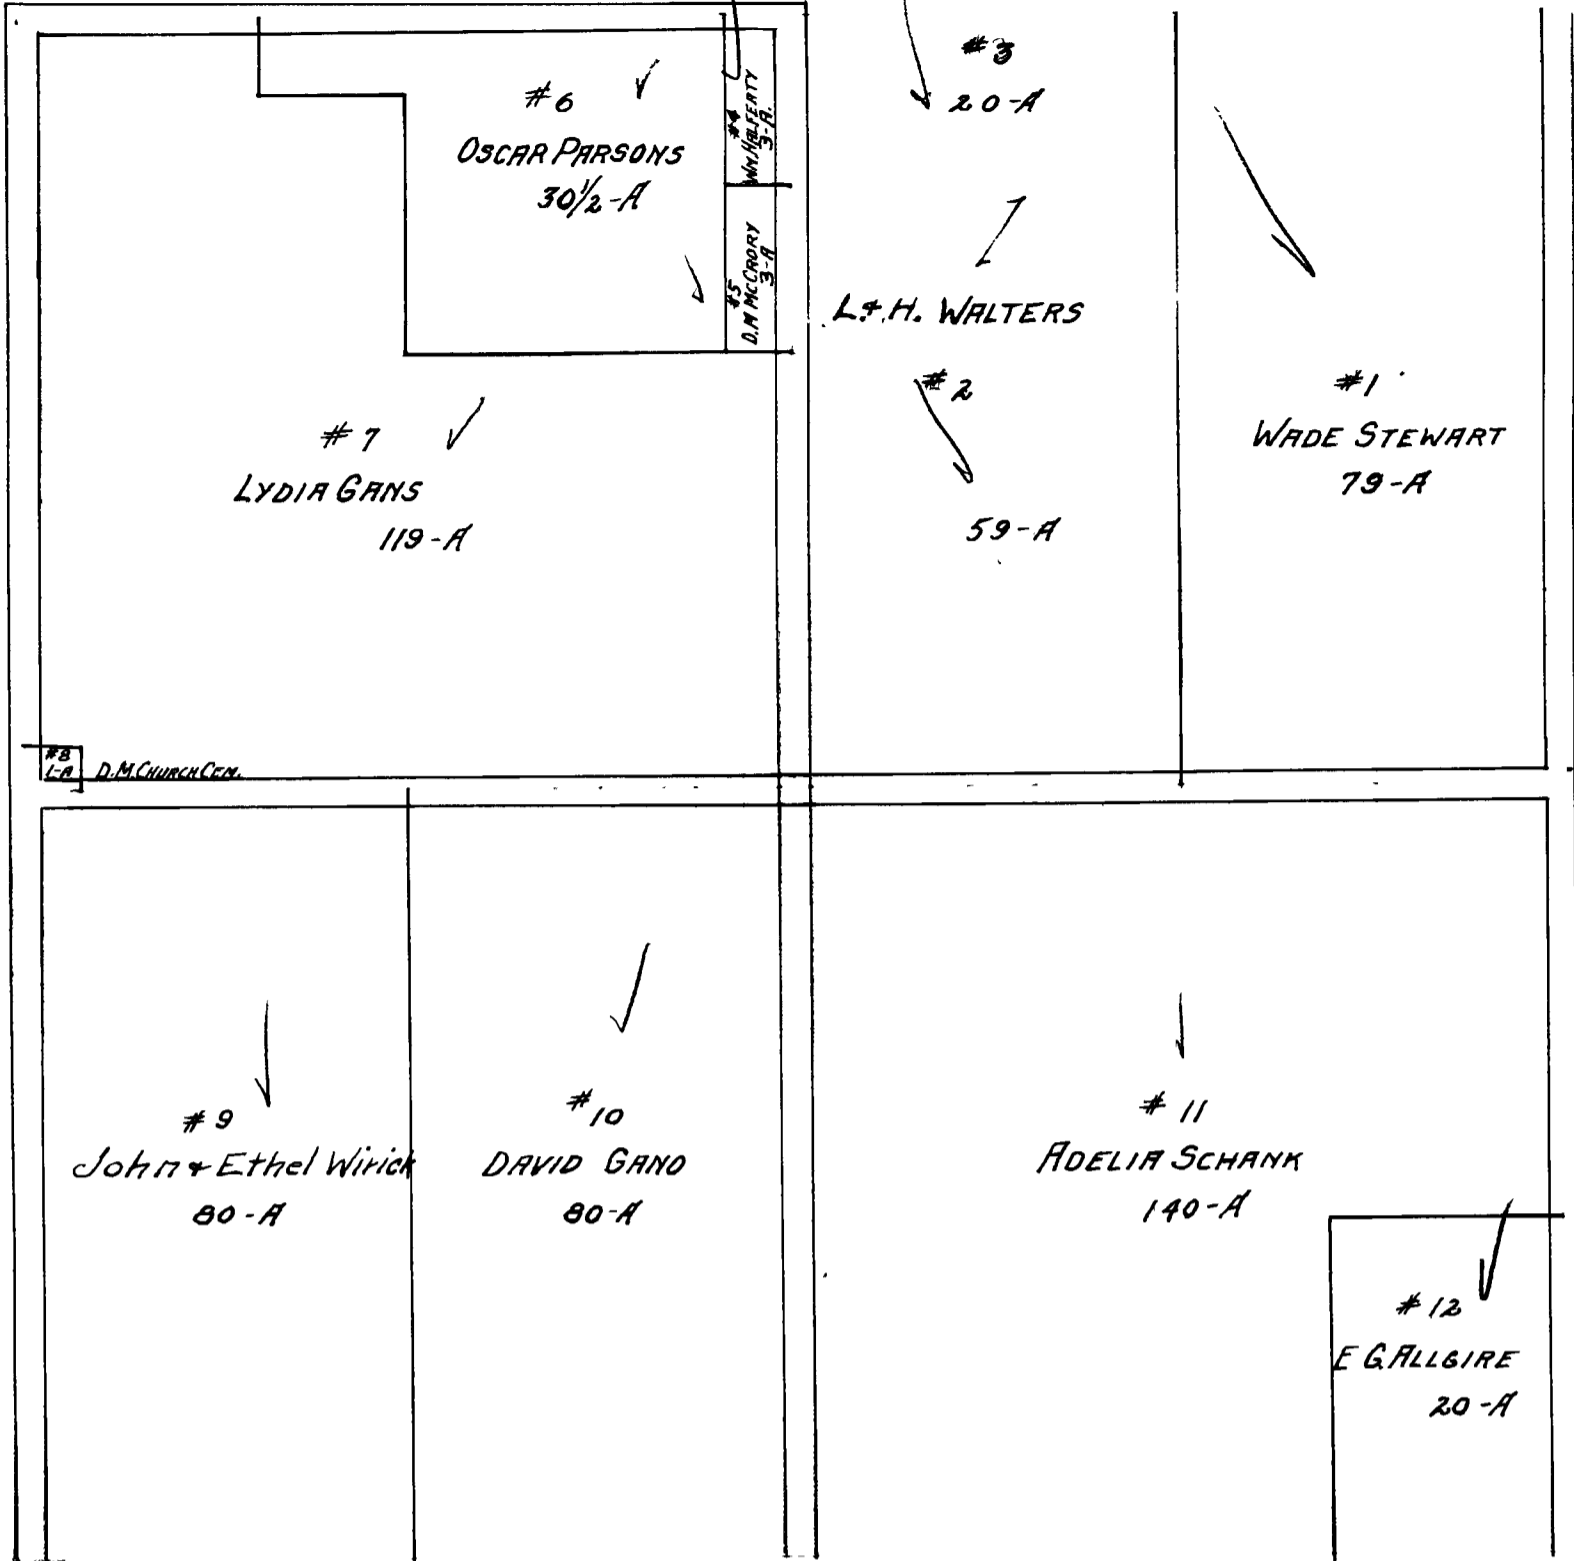 #6
OSCAR PARSONS
30 1/2-A
#4
WM HALFERTY
3-A.
#5
D.M McCRORY
3-A
#3
20-A
L & H. WALTERS
#2
59-A
#1
WADE STEWART
79-A
#7
LYDIA GANS
119-A
#8
1-A
D.M. CHURCH CEM.
#9
John & Ethel Wirick
80-A
#10
DAVID GANO
80-A
#11
ADELIA SCHANK
140-A
#12
E G. ALLGIRE
20-A